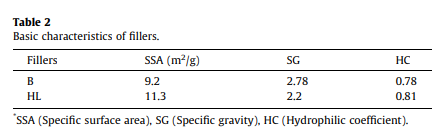 Table 2
Basic characteristics of fillers.
Fillers SSA (m²/g) SG HC
B 9.2 2.78 0.78
HL 11.3 2.2 0.81
*SSA (Specific surface area), SG (Specific gravity), HC (Hydrophilic coefficient).